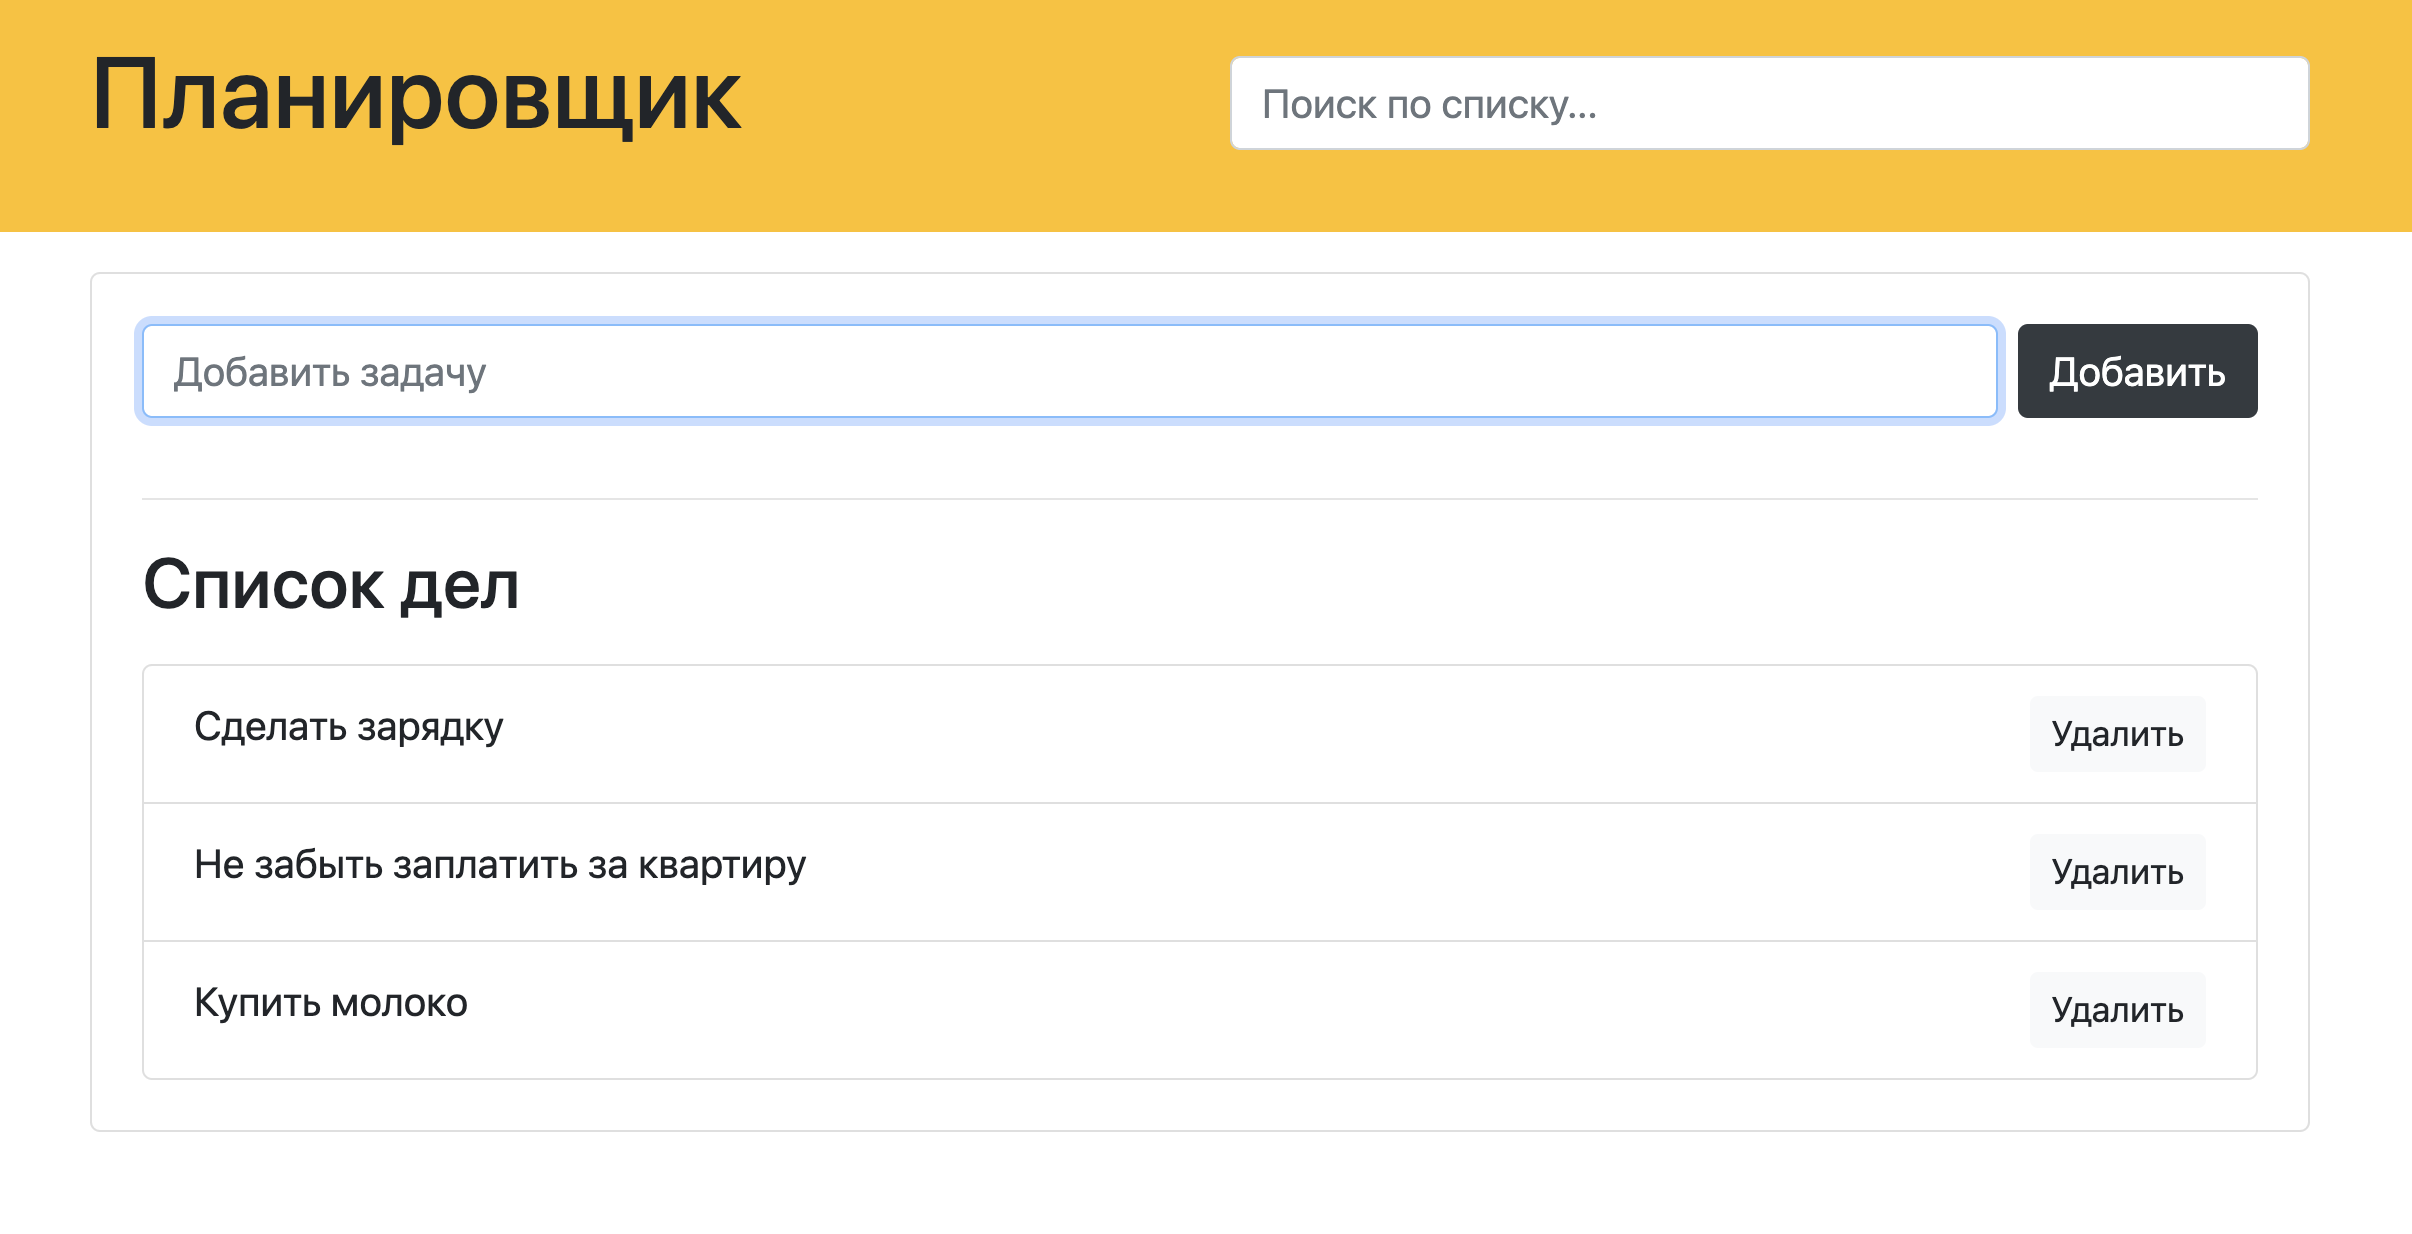 Планировщик
Поиск по списку...
Добавить задачу
Добавить
Список дел
Сделать зарядку
Удалить
Не забыть заплатить за квартиру
Удалить
Купить молоко
Удалить